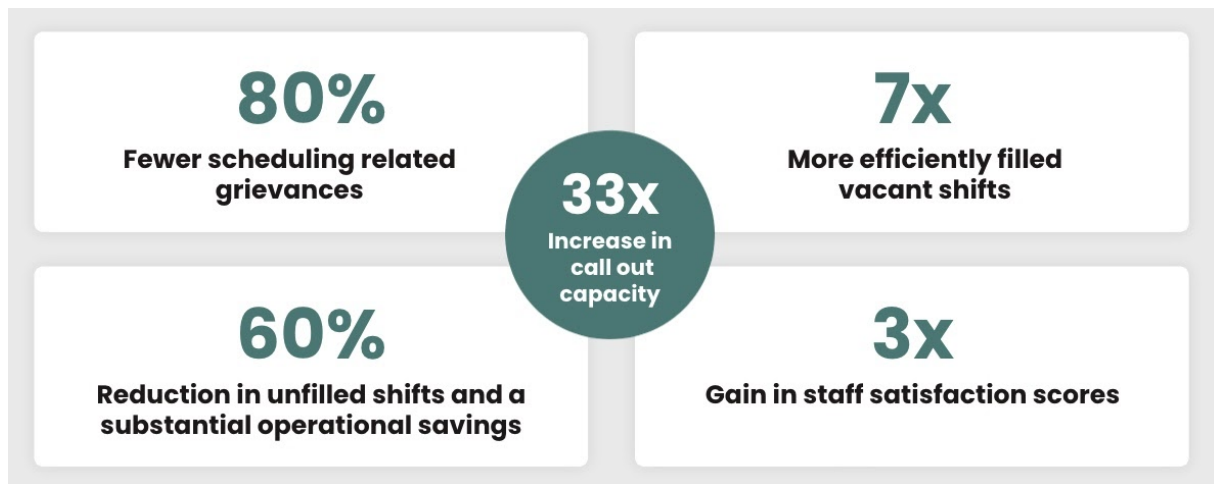 80%
Fewer scheduling related
grievances
7x
More efficiently filled
vacant shifts
33x
Increase in
call out
capacity
60%
Reduction in unfilled shifts and a
substantial operational savings
3x
Gain in staff satisfaction scores